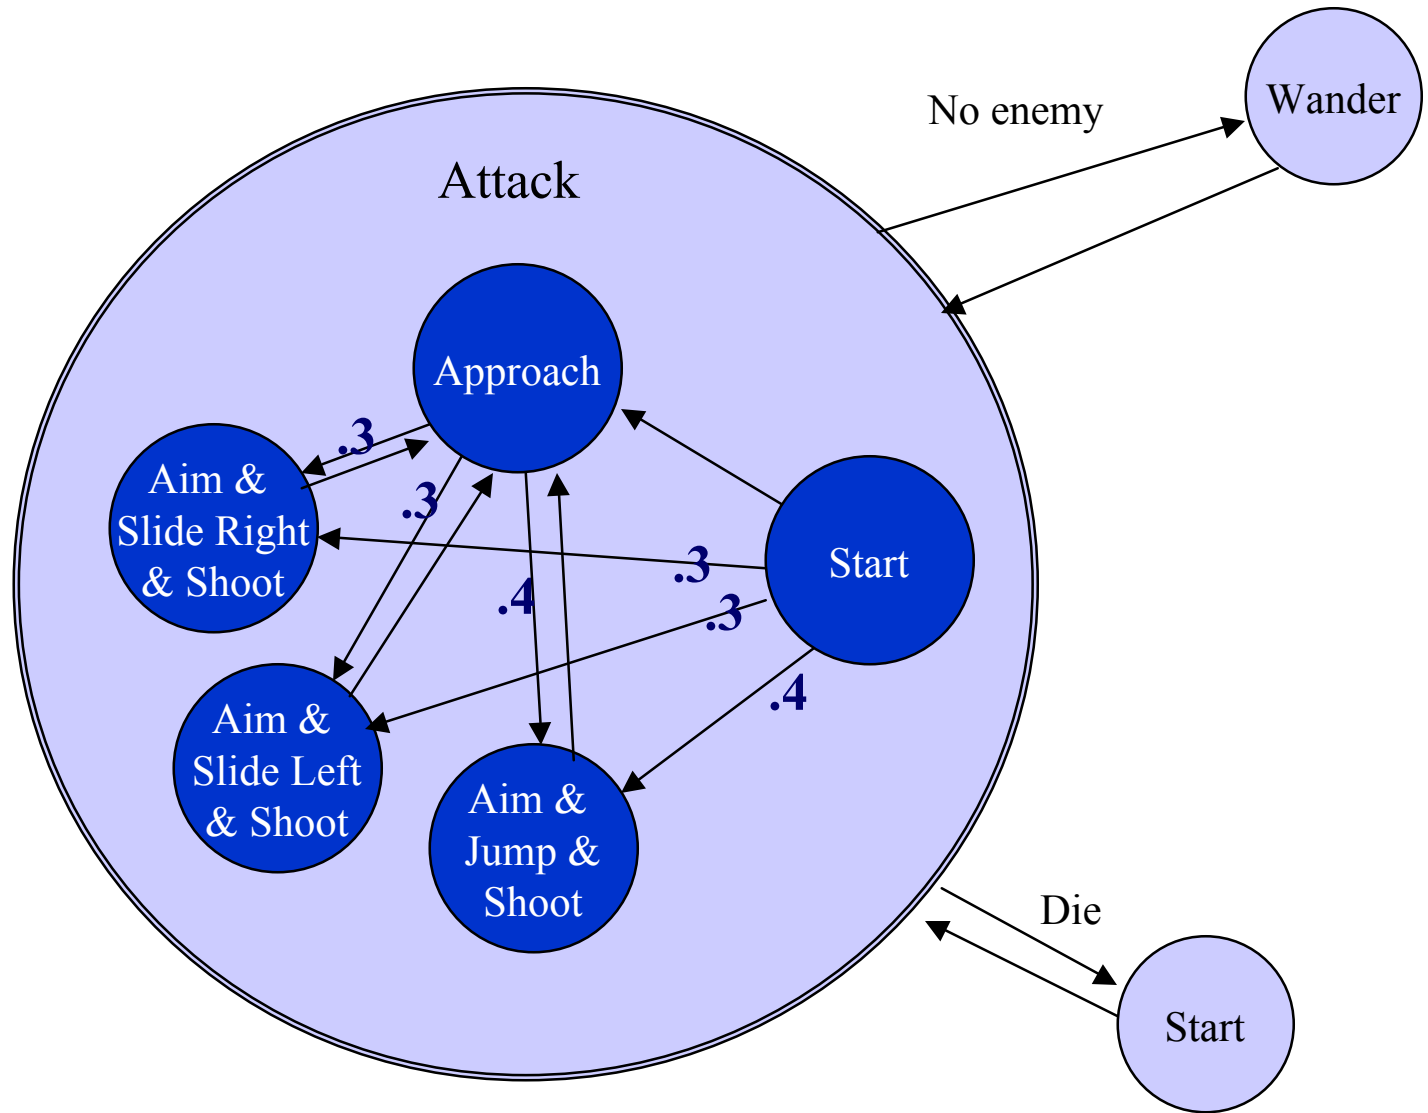 Wander
No enemy
Attack
Approach
.3
Aim &
Slide Right
& Shoot
.3
.3
Start
.4
.3
Aim &
Slide Left
& Shoot
.4
Aim &
Jump &
Shoot
Die
Start